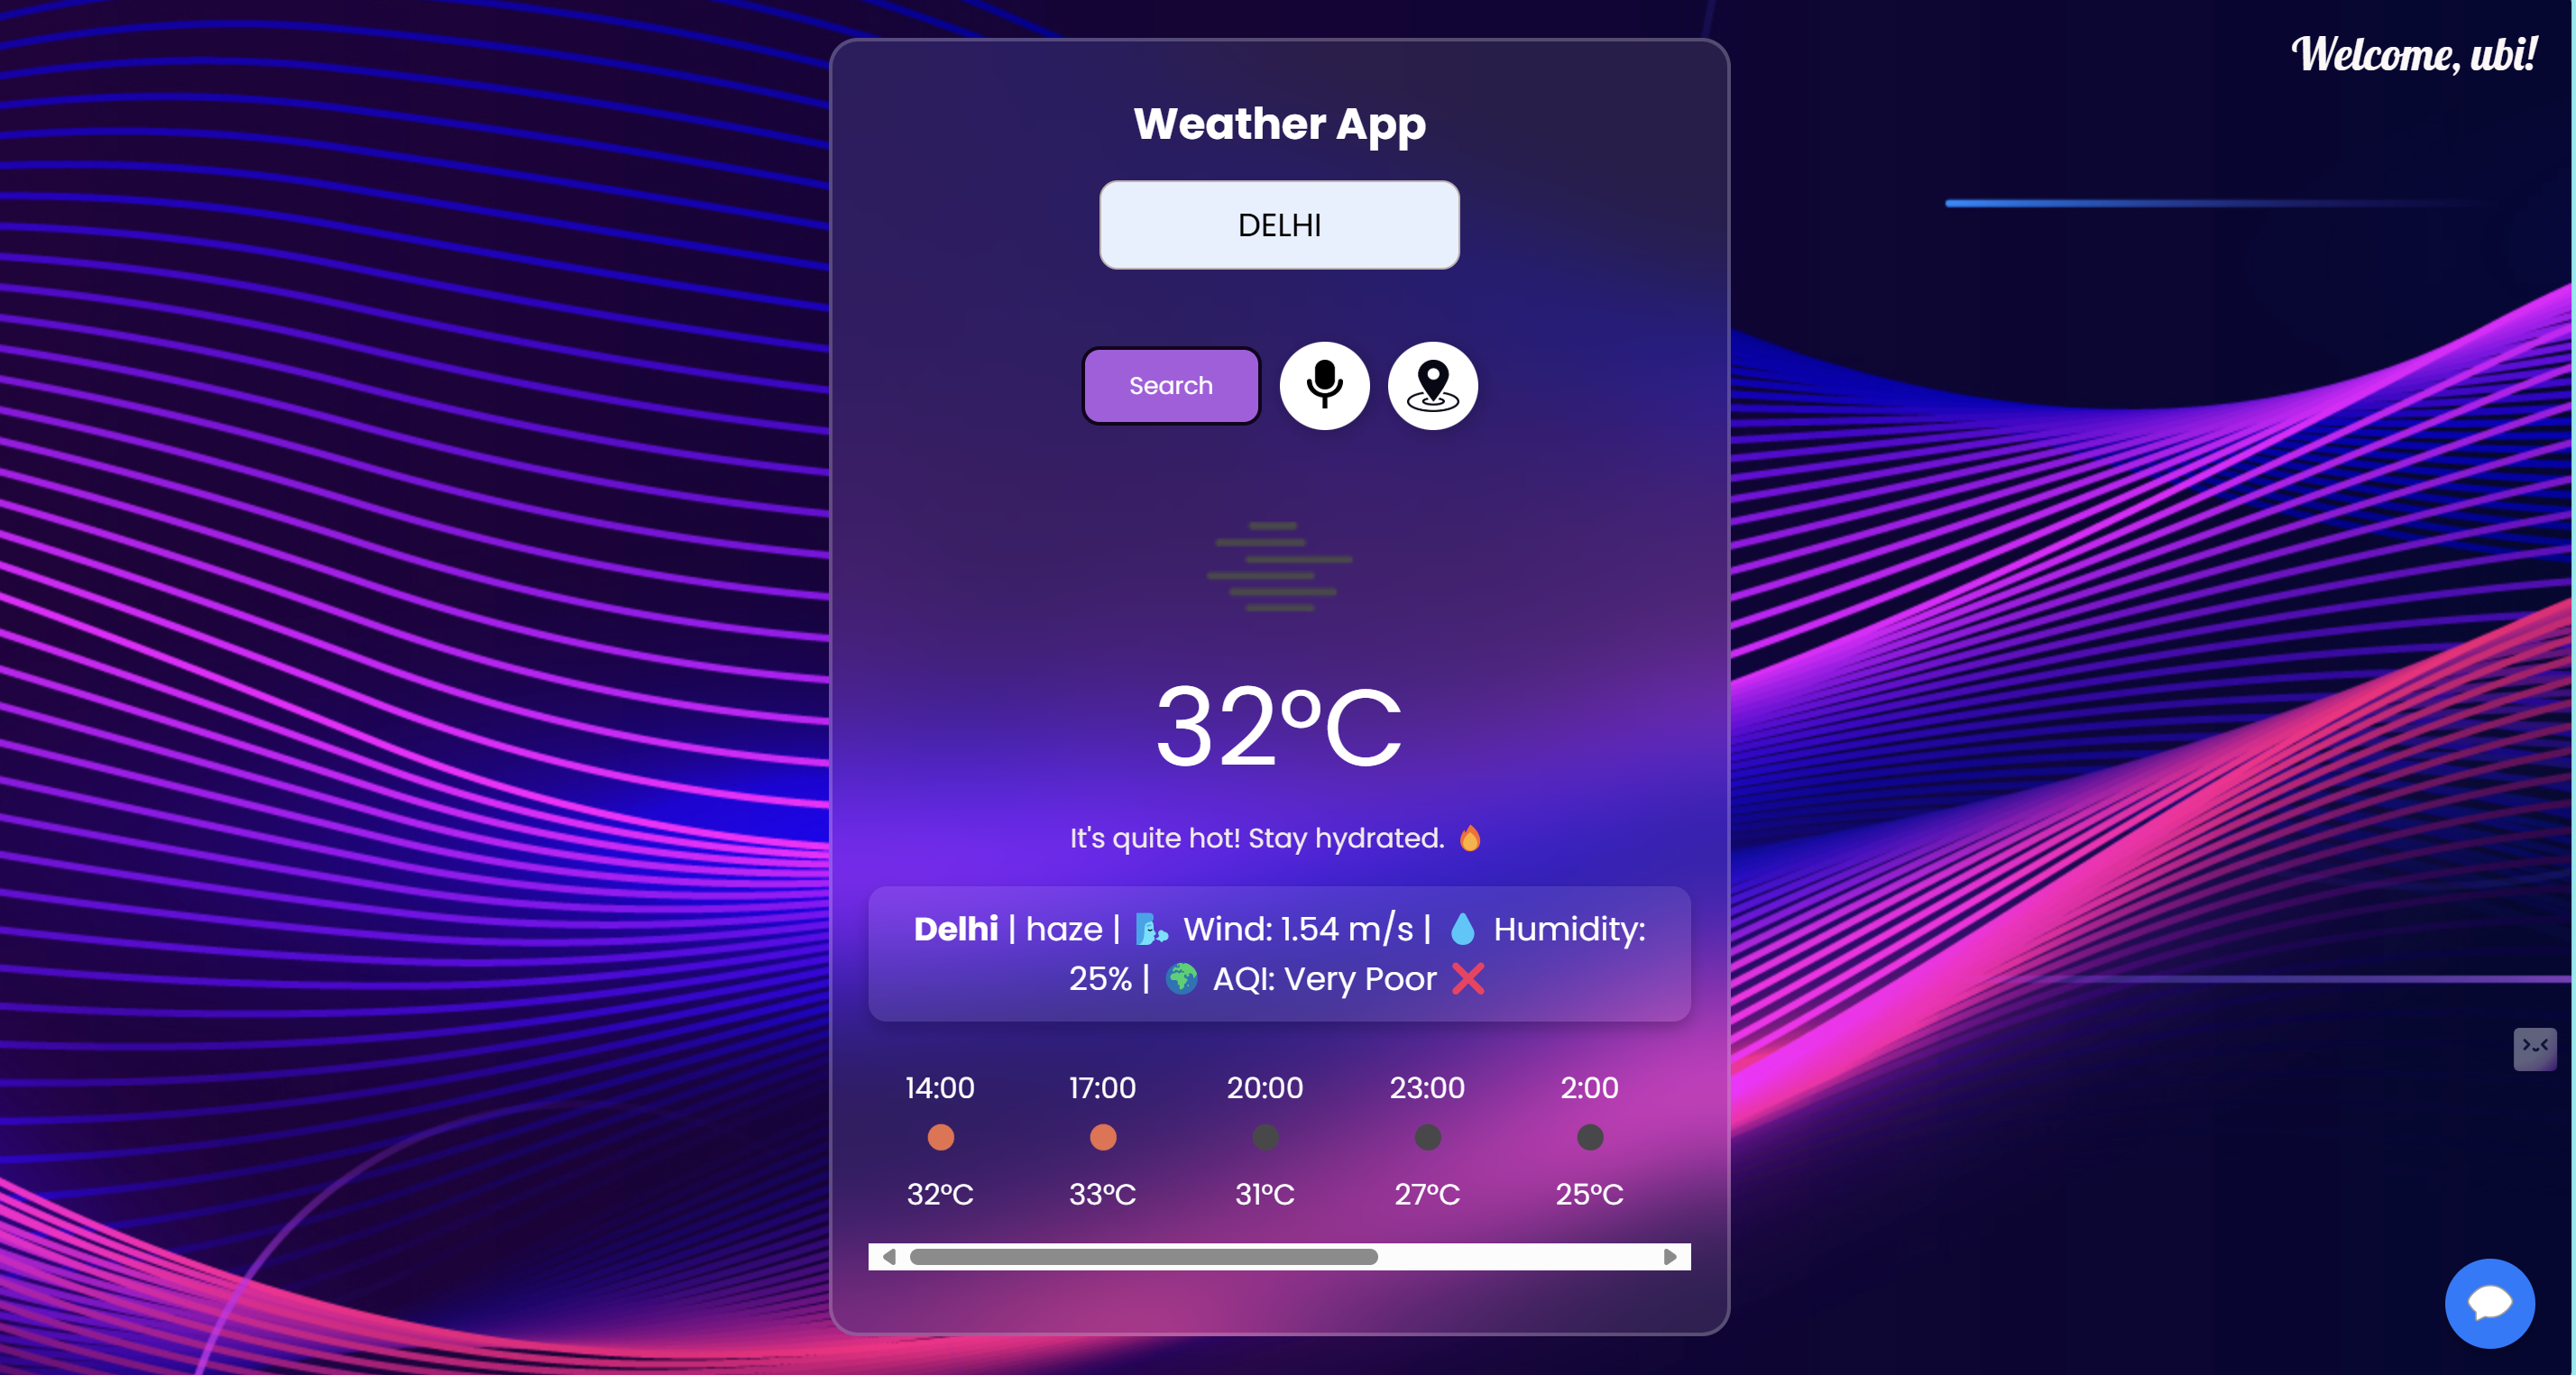 Welcome, ubi!
Weather App
DELHI
Search
32°C
It's quite hot! Stay hydrated. 🔥
Delhi | haze | 🌬️ Wind: 1.54 m/s | 💧 Humidity:
25% | 🌍 AQI: Very Poor ❌
14:00 17:00 20:00 23:00 2:00
32°C 33°C 31°C 27°C 25°C